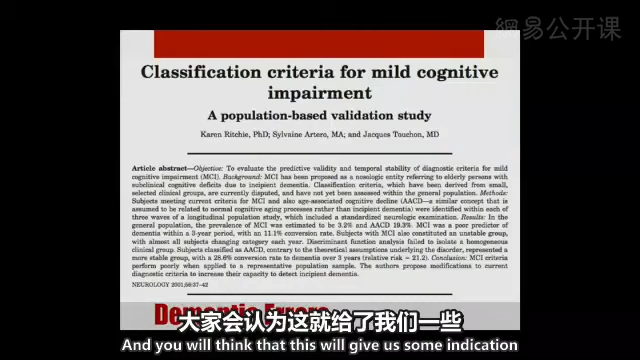 網易公开课
Classification criteria for mild cognitive
impairment
A population-based validation study
Karen Ritchie, PhD; Sylvaine Artero, MA; and Jacques Touchon, MD
Article abstract—Objective: To evaluate the predictive validity and temporal stability of diagnostic criteria for mild
cognitive impairment (MCI). Background: MCI has been proposed as a nosologic entity referring to elderly persons with
subclinical cognitive deficits due to incipient dementia. Classification criteria, which have been derived from small,
selected clinical groups, are currently disputed, and have not yet been assessed within the general population. Methods:
Subjects meeting current criteria for MCI and also age-associated cognitive decline (AACD—a similar concept that is
assumed to be related to normal cognitive aging processes rather than incipient dementia) were identified within each of
three waves of a longitudinal population study, which included a standardized neurologic examination. Results: In the
general population, the prevalence of MCI was estimated to be 3.2% and AACD 19.3%. MCI was a poor predictor of
dementia within a 3-year period, with an 11.1% conversion rate. Subjects with MCI also constituted an unstable group,
with almost all subjects changing category each year. Discriminant function analysis failed to isolate a homogeneous
clinical group. Subjects classified as AACD, contrary to the theoretical assumptions underlying the disorder, represented a
more stable group, with a 28.6% conversion rate to dementia over 3 years (relative risk = 21.2). Conclusion: MCI criteria
perform poorly when applied to a representative population sample. The authors propose modifications to current
diagnostic criteria to increase their capacity to detect incipient dementia.
NEUROLOGY 2001;56:37–42
Dementia Errors
大家会认为这就给了我们一些
And you will think that this will give us some indication